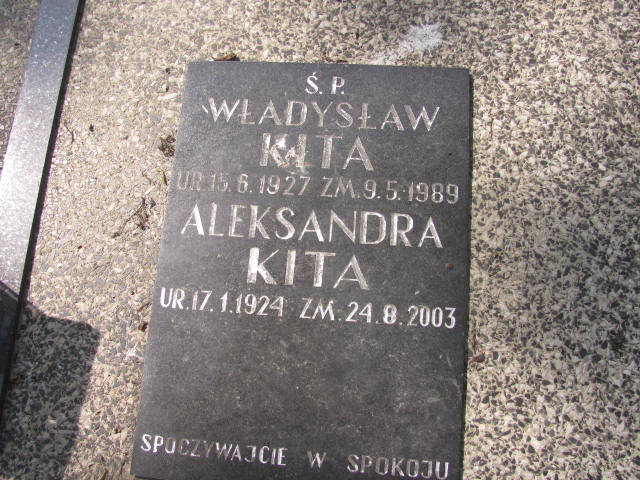 Ś. P.
WŁADYSŁAW
KITA
UR 15.6.1927 ZM.9.5.1989
ALEKSANDRA
KITA
UR.17.1.1924 ZM.24.8.2003
SPOCZYWAJCIE W SPOKOJU